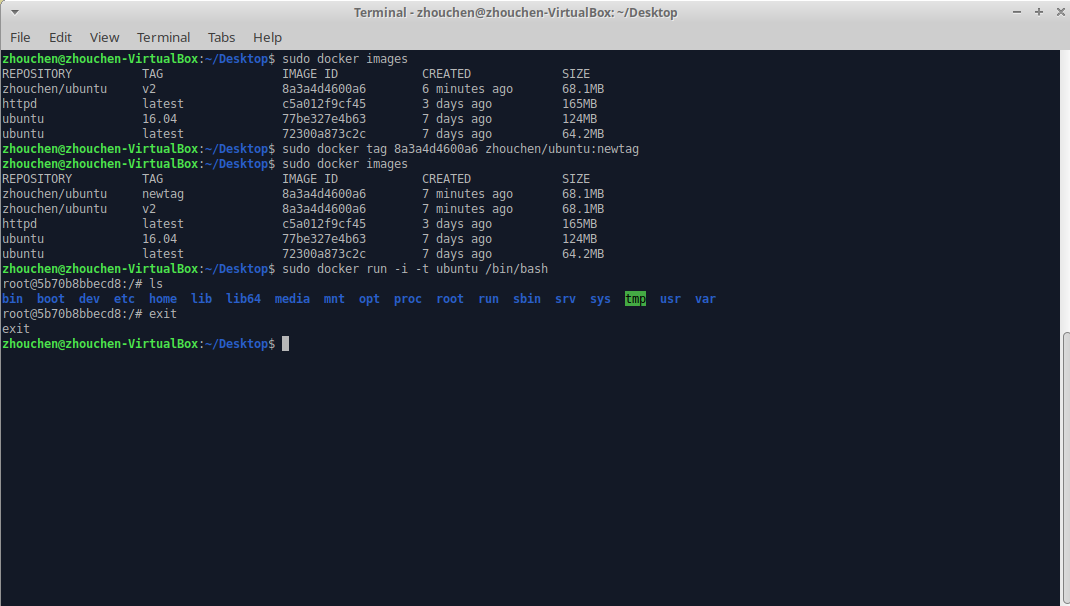 Terminal - zhouchen@zhouchen-VirtualBox: ~/Desktop
File Edit View Terminal Tabs Help
zhouchen@zhouchen-VirtualBox:~/Desktop$ sudo docker images
REPOSITORY TAG IMAGE ID CREATED SIZE
zhouchen/ubuntu v2 8a3a4d4600a6 6 minutes ago 68.1MB
httpd latest c5a012f9cf45 3 days ago 165MB
ubuntu 16.04 77be327e4b63 7 days ago 124MB
ubuntu latest 72300a873c2c 7 days ago 64.2MB
zhouchen@zhouchen-VirtualBox:~/Desktop$ sudo docker tag 8a3a4d4600a6 zhouchen/ubuntu:newtag
zhouchen@zhouchen-VirtualBox:~/Desktop$ sudo docker images
REPOSITORY TAG IMAGE ID CREATED SIZE
zhouchen/ubuntu newtag 8a3a4d4600a6 7 minutes ago 68.1MB
zhouchen/ubuntu v2 8a3a4d4600a6 7 minutes ago 68.1MB
httpd latest c5a012f9cf45 3 days ago 165MB
ubuntu 16.04 77be327e4b63 7 days ago 124MB
ubuntu latest 72300a873c2c 7 days ago 64.2MB
zhouchen@zhouchen-VirtualBox:~/Desktop$ sudo docker run -i -t ubuntu /bin/bash
root@5b70b8bbecd8:/# ls
bin boot dev etc home lib lib64 media mnt opt proc root run sbin srv sys tmp usr var
root@5b70b8bbecd8:/# exit
exit
zhouchen@zhouchen-VirtualBox:~/Desktop$